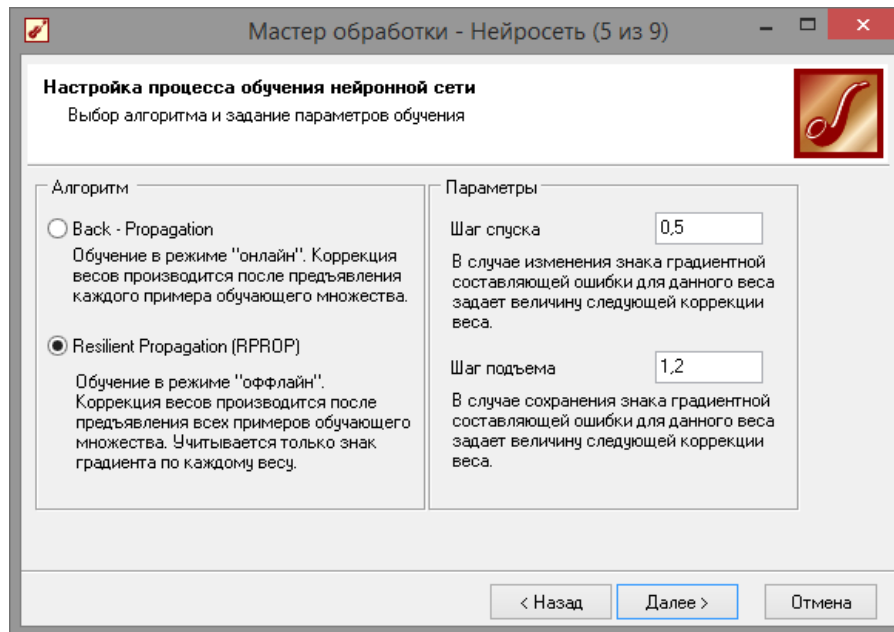 Мастер обработки - Нейросеть (5 из 9)
Настройка процесса обучения нейронной сети
Выбор алгоритма и задание параметров обучения
Алгоритм
Back - Propagation
Обучение в режиме "онлайн". Коррекция
весов производится после предъявления
каждого примера обучающего множества.
Resilient Propagation (RPROP)
Обучение в режиме "оффлайн".
Коррекция весов производится после
предъявления всех примеров обучающего
множества. Учитывается только знак
градиента по каждому весу.
Параметры
Шаг спуска
0,5
В случае изменения знака градиентной
составляющей ошибки для данного веса
задает величину следующей коррекции
веса.
Шаг подъема
1,2
В случае сохранения знака градиентной
составляющей ошибки для данного веса
задает величину следующей коррекции
веса.
< Назад
Далее >
Отмена